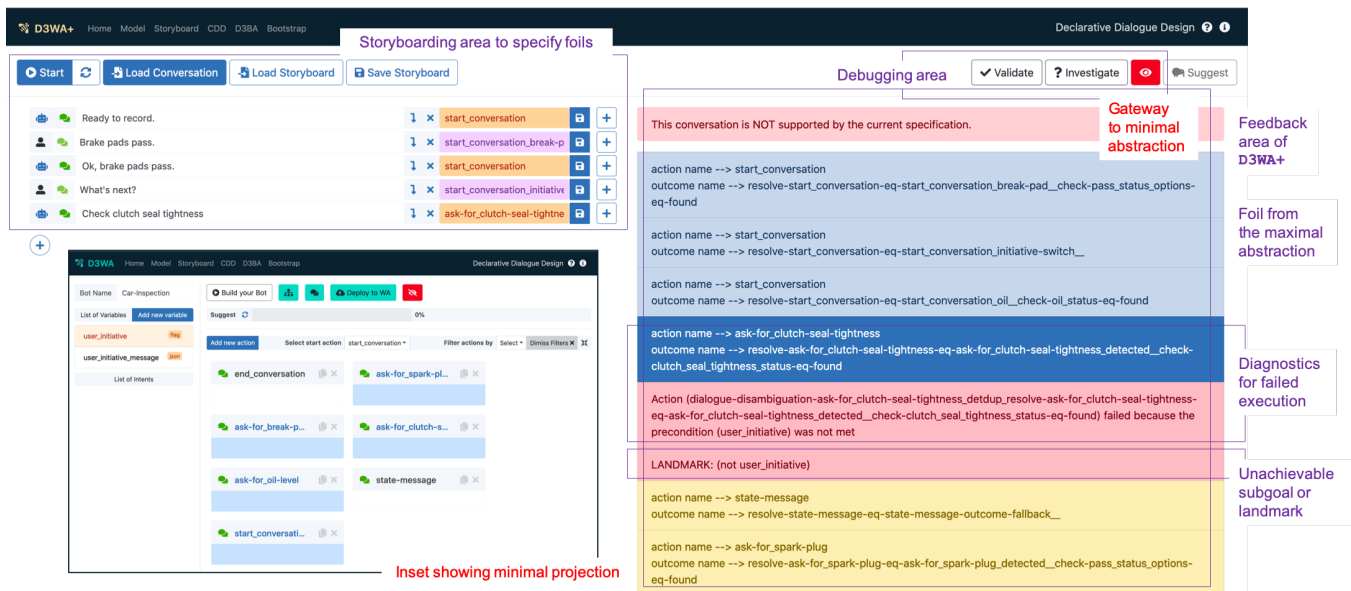 D3WA+ Home Model Storyboard CDD D3BA Bootstrap
Declarative Dialogue Design
Storyboarding area to specify foils
Start
Load Conversation
Load Storyboard
Save Storyboard
Debugging area
Validate
Investigate
Suggest
Ready to record. start_conversation
Brake pads pass. start_conversation_break-p
Ok, brake pads pass. start_conversation
What's next? start_conversation_initiative
Check clutch seal tightness ask-for_clutch-seal-tightne
Gateway
to minimal
abstraction
This conversation is NOT supported by the current specification.
Feedback
area of
D3WA+
action name --> start_conversation
outcome name --> resolve-start_conversation-eq-start_conversation_break-pad__check-pass_status_options-
eq-found
action name --> start_conversation
outcome name --> resolve-start_conversation-eq-start_conversation_initiative-switch__
action name --> start_conversation
outcome name --> resolve-start_conversation-eq-start_conversation_oil__check-oil_status-eq-found
Foil from
the maximal
abstraction
action name --> ask-for_clutch-seal-tightness
outcome name --> resolve-ask-for_clutch-seal-tightness-eq-ask-for_clutch-seal-tightness_detected__check-
clutch_seal_tightness_status-eq-found
Action (dialogue-disambiguation-ask-for_clutch-seal-tightness_detdup_resolve-ask-for_clutch-seal-tightness-
eq-ask-for_clutch-seal-tightness_detected__check-clutch_seal_tightness_status-eq-found) failed because the
precondition (user_initiative) was not met
Diagnostics
for failed
execution
LANDMARK: (not user_initiative)
Unachievable
subgoal or
landmark
action name --> state-message
outcome name --> resolve-state-message-eq-state-message-outcome-fallback__
action name --> ask-for_spark-plug
outcome name --> resolve-ask-for_spark-plug-eq-ask-for_spark-plug_detected__check-pass_status_options-
eq-found
D3WA Home Model Storyboard CDD D3BA Bootstrap
Declarative Dialogue Design
Bot Name Car-Inspection
Build your Bot
Deploy to WA
List of Variables Add new variable
Suggest 0%
user_initiative flag
user_initiative_message json
List of Intents
Add new action Select start action start_conversation Filter actions by Select Dimiss Filters
end_conversation ask-for_spark-pl...
ask-for_break-p... ask-for_clutch-s...
ask-for_oil-level state-message
start_conversati...
Inset showing minimal projection